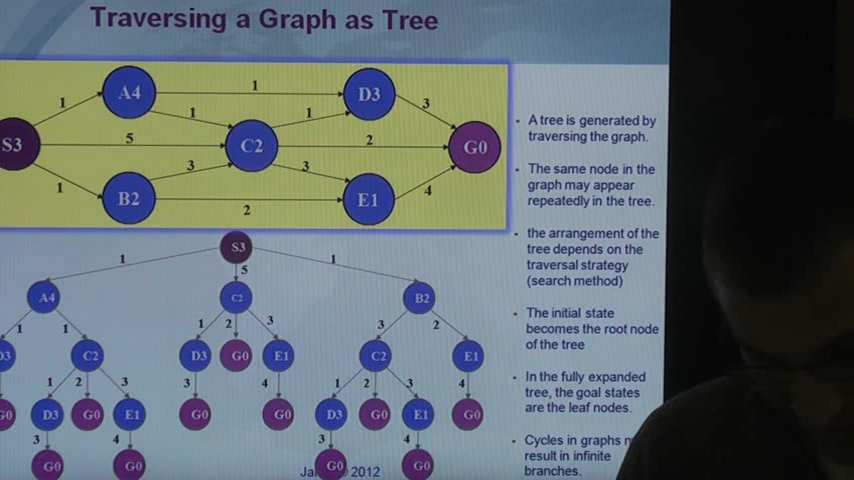 Traversing a Graph as Tree
A4
1
D3
1
1
1
3
S3
5
C2
2
G0
3
3
1
B2
2
E1
4
S3
1
5
1
A4
C2
B2
1
1
1
2
3
3
2
D3
C2
D3
G0
E1
C2
E1
1
2
3
3
4
1
2
3
4
G0
D3
G0
E1
G0
G0
D3
G0
E1
G0
3
4
3
4
G0
G0
G0
G0
2012
• A tree is generated by
traversing the graph.
• The same node in the
graph may appear
repeatedly in the tree.
• the arrangement of the
tree depends on the
traversal strategy
(search method)
• The initial state
becomes the root node
of the tree
• In the fully expanded
tree, the goal states
are the leaf nodes.
• Cycles in graphs
result in infinite
branches.